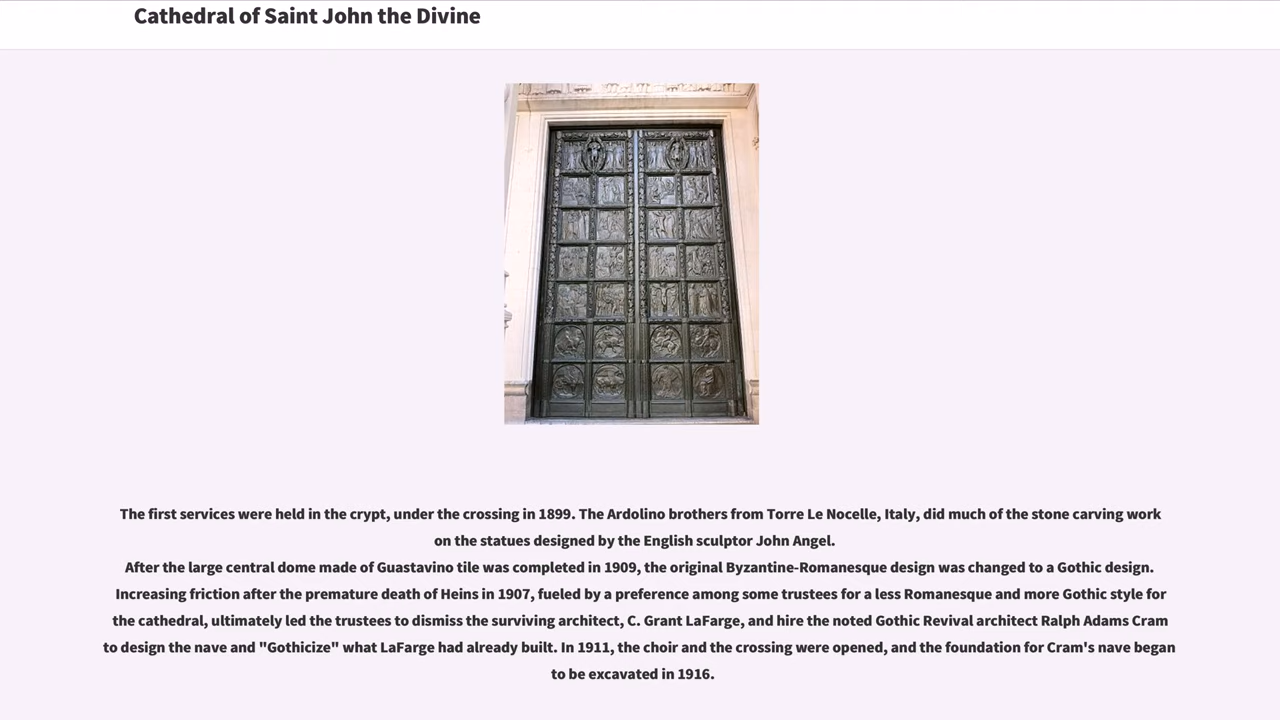 Cathedral of Saint John the Divine
The first services were held in the crypt, under the crossing in 1899. The Ardolino brothers from Torre Le Nocelle, Italy, did much of the stone carving work
on the statues designed by the English sculptor John Angel.
After the large central dome made of Guastavino tile was completed in 1909, the original Byzantine-Romanesque design was changed to a Gothic design.
Increasing friction after the premature death of Heins in 1907, fueled by a preference among some trustees for a less Romanesque and more Gothic style for
the cathedral, ultimately led the trustees to dismiss the surviving architect, C. Grant LaFarge, and hire the noted Gothic Revival architect Ralph Adams Cram
to design the nave and "Gothicize" what LaFarge had already built. In 1911, the choir and the crossing were opened, and the foundation for Cram's nave began
to be excavated in 1916.